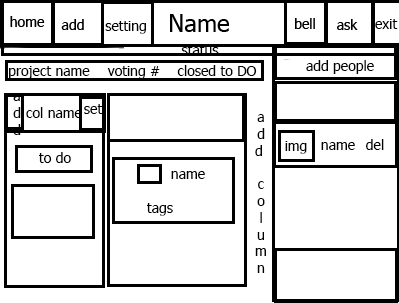 home add setting Name bell ask exit
status
project name voting # closed to DO
add people
add col name set
to do
name
tags
add column
img name del